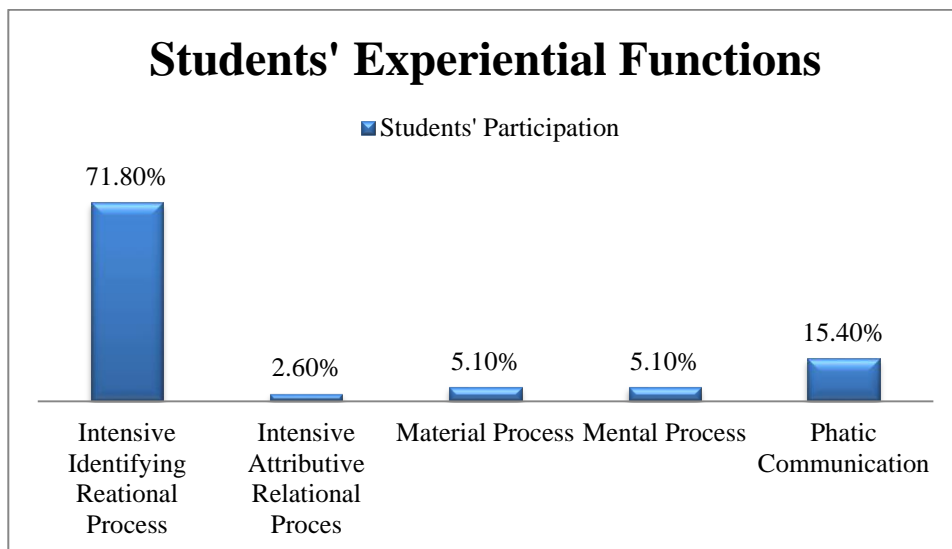 Students' Experiential Functions
Students' Participation
71.80%
2.60%
5.10%
5.10%
15.40%
Intensive
Identifying
Reational
Process
Intensive
Attributive
Relational
Proces
Material Process
Mental Process
Phatic
Communication